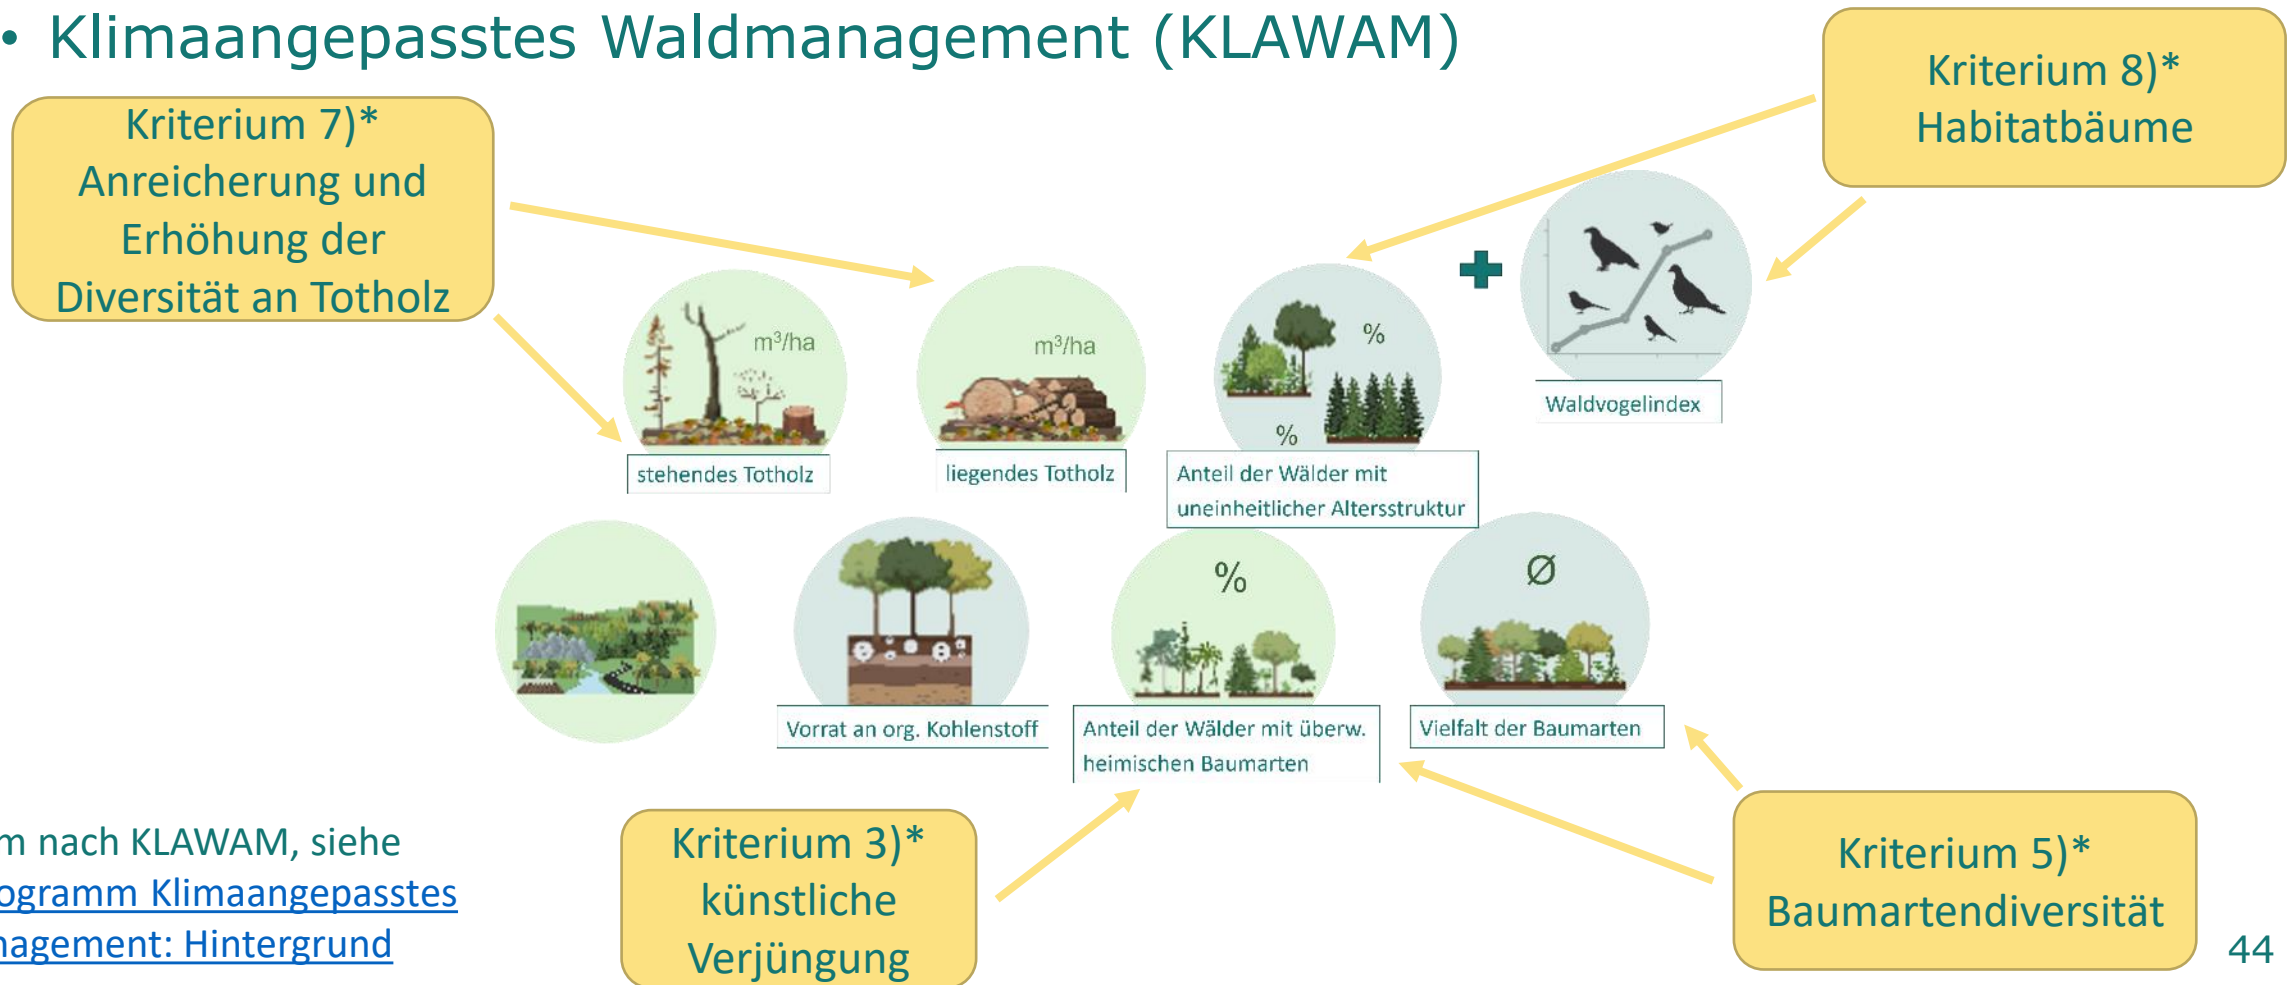 • Klimaangepasstes Waldmanagement (KLAWAM)
Kriterium 7)*
Anreicherung und
Erhöhung der
Diversität an Totholz
Kriterium 8)*
Habitatbäume
m³/ha
stehendes Totholz
m³/ha
liegendes Totholz
%
%
Anteil der Wälder mit
uneinheitlicher Altersstruktur
Waldvogelindex
Vorrat an org. Kohlenstoff
%
Anteil der Wälder mit überw.
heimischen Baumarten
Ø
Vielfalt der Baumarten
Kriterium 3)*
künstliche
Verjüngung
Kriterium 5)*
Baumartendiversität
m nach KLAWAM, siehe
ogramm Klimaangepasstes
nagement: Hintergrund
44